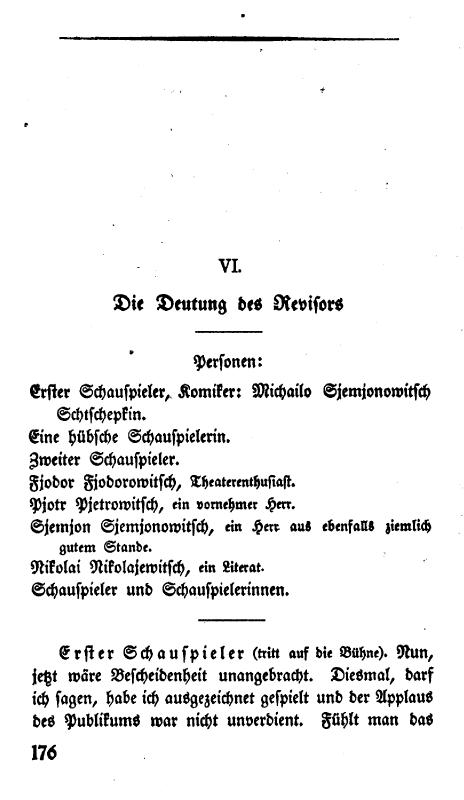 VI.
Die Deutung des Revisors
Personen:
Erster Schauspieler, Komiker: Michailo Sjemjonowitsch
Schtschepkin.
Eine hübsche Schauspielerin.
Zweiter Schauspieler.
Fjodor Fjodorowitsch, Theaterenthusiast.
Pjotr Pjetrowitsch, ein vornehmer Herr.
Sjemjon Sjemjonowitsch, ein Herr aus ebenfalls ziemlich
gutem Stande.
Nikolai Nikolajewitsch, ein Literat.
Schauspieler und Schauspielerinnen.
Erster Schauspieler (tritt auf die Bühne). Nun,
jetzt wäre Bescheidenheit unangebracht. Diesmal, darf
ich sagen, habe ich ausgezeichnet gespielt und der Applaus
des Publikums war nicht unverdient. Fühlt man das
176